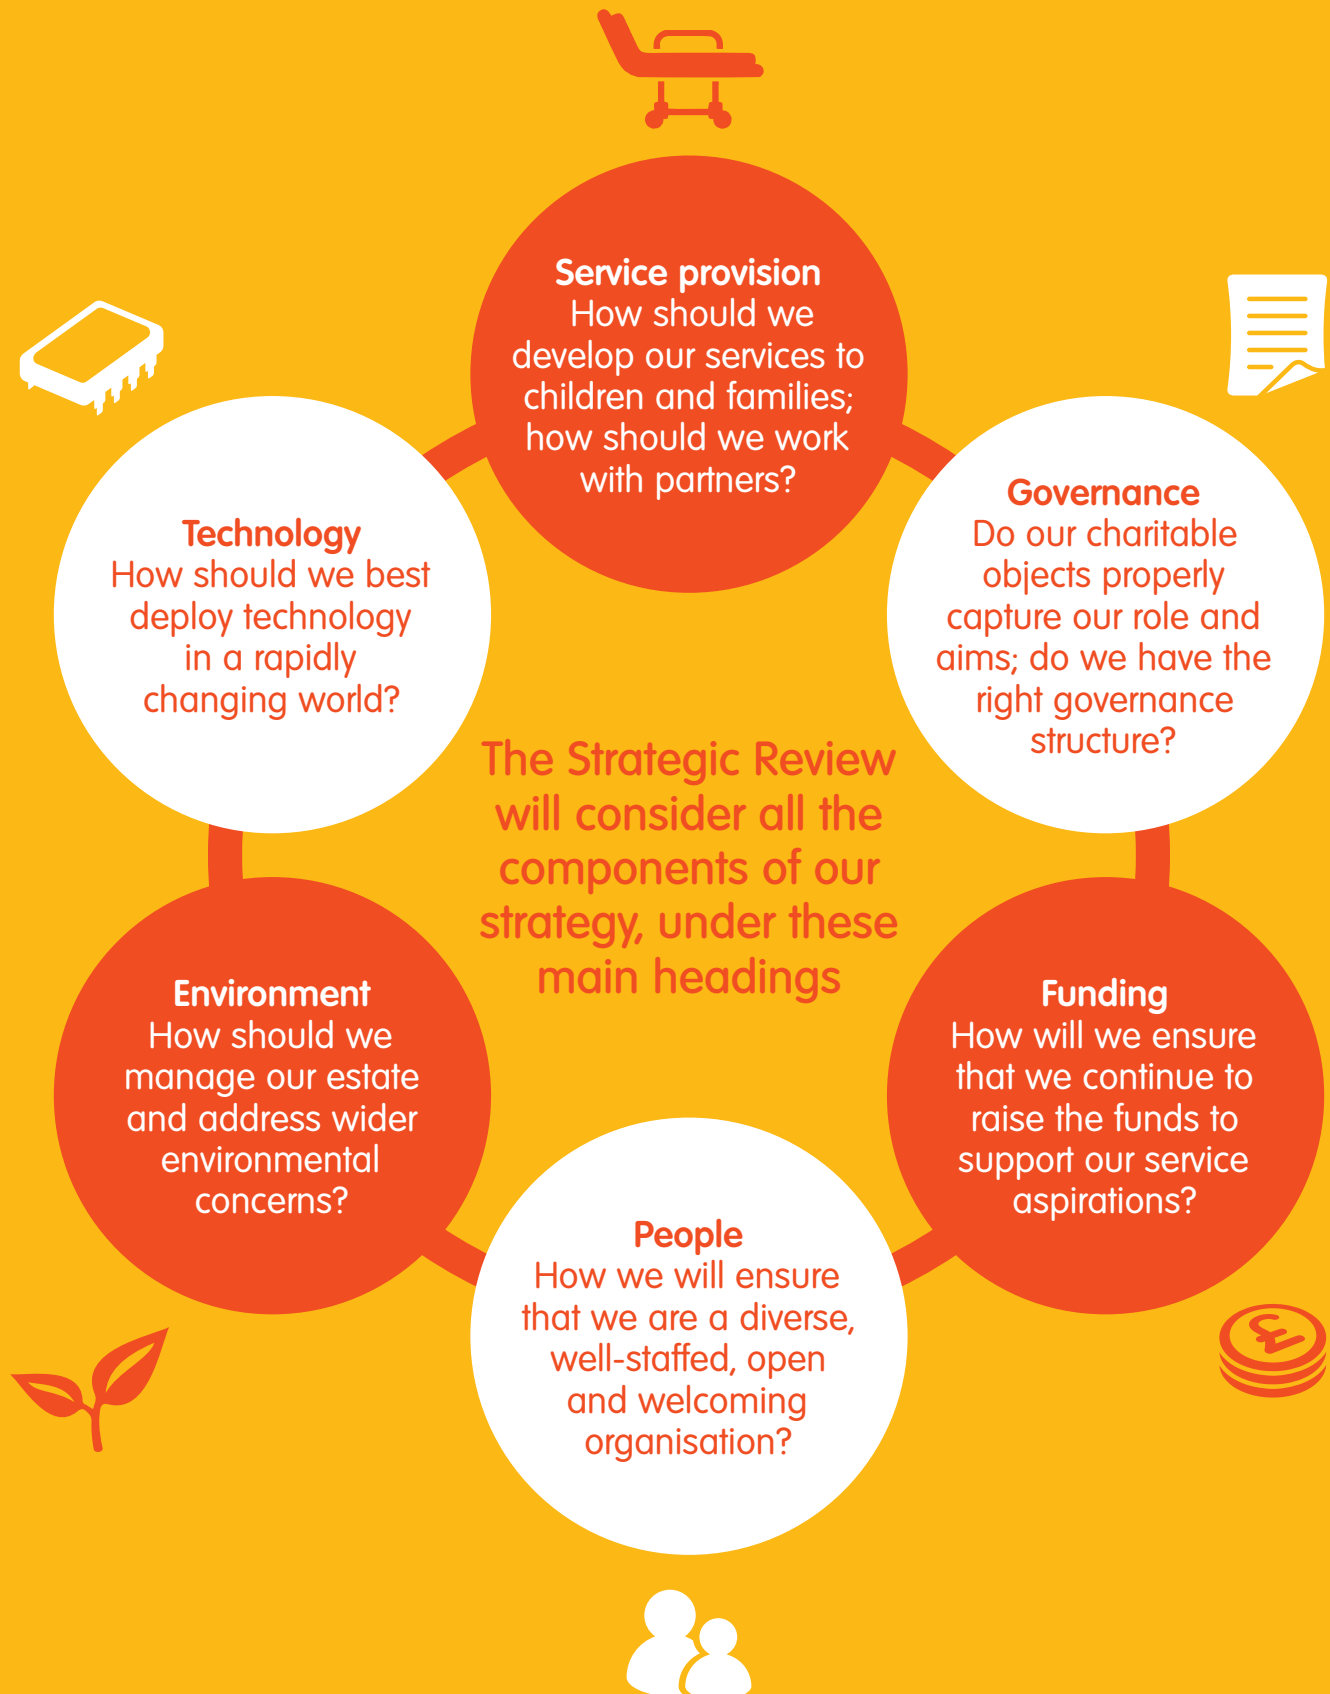 Service provision
How should we
develop our services to
children and families;
how should we work
with partners?
Governance
Do our charitable
objects properly
capture our role and
aims; do we have the
right governance
structure?
Technology
How should we best
deploy technology
in a rapidly
changing world?
The Strategic Review
will consider all the
components of our
strategy, under these
main headings
Environment
How should we
manage our estate
and address wider
environmental
concerns?
Funding
How will we ensure
that we continue to
raise the funds to
support our service
aspirations?
People
How we will ensure
that we are a diverse,
well-staffed, open
and welcoming
organisation?
£